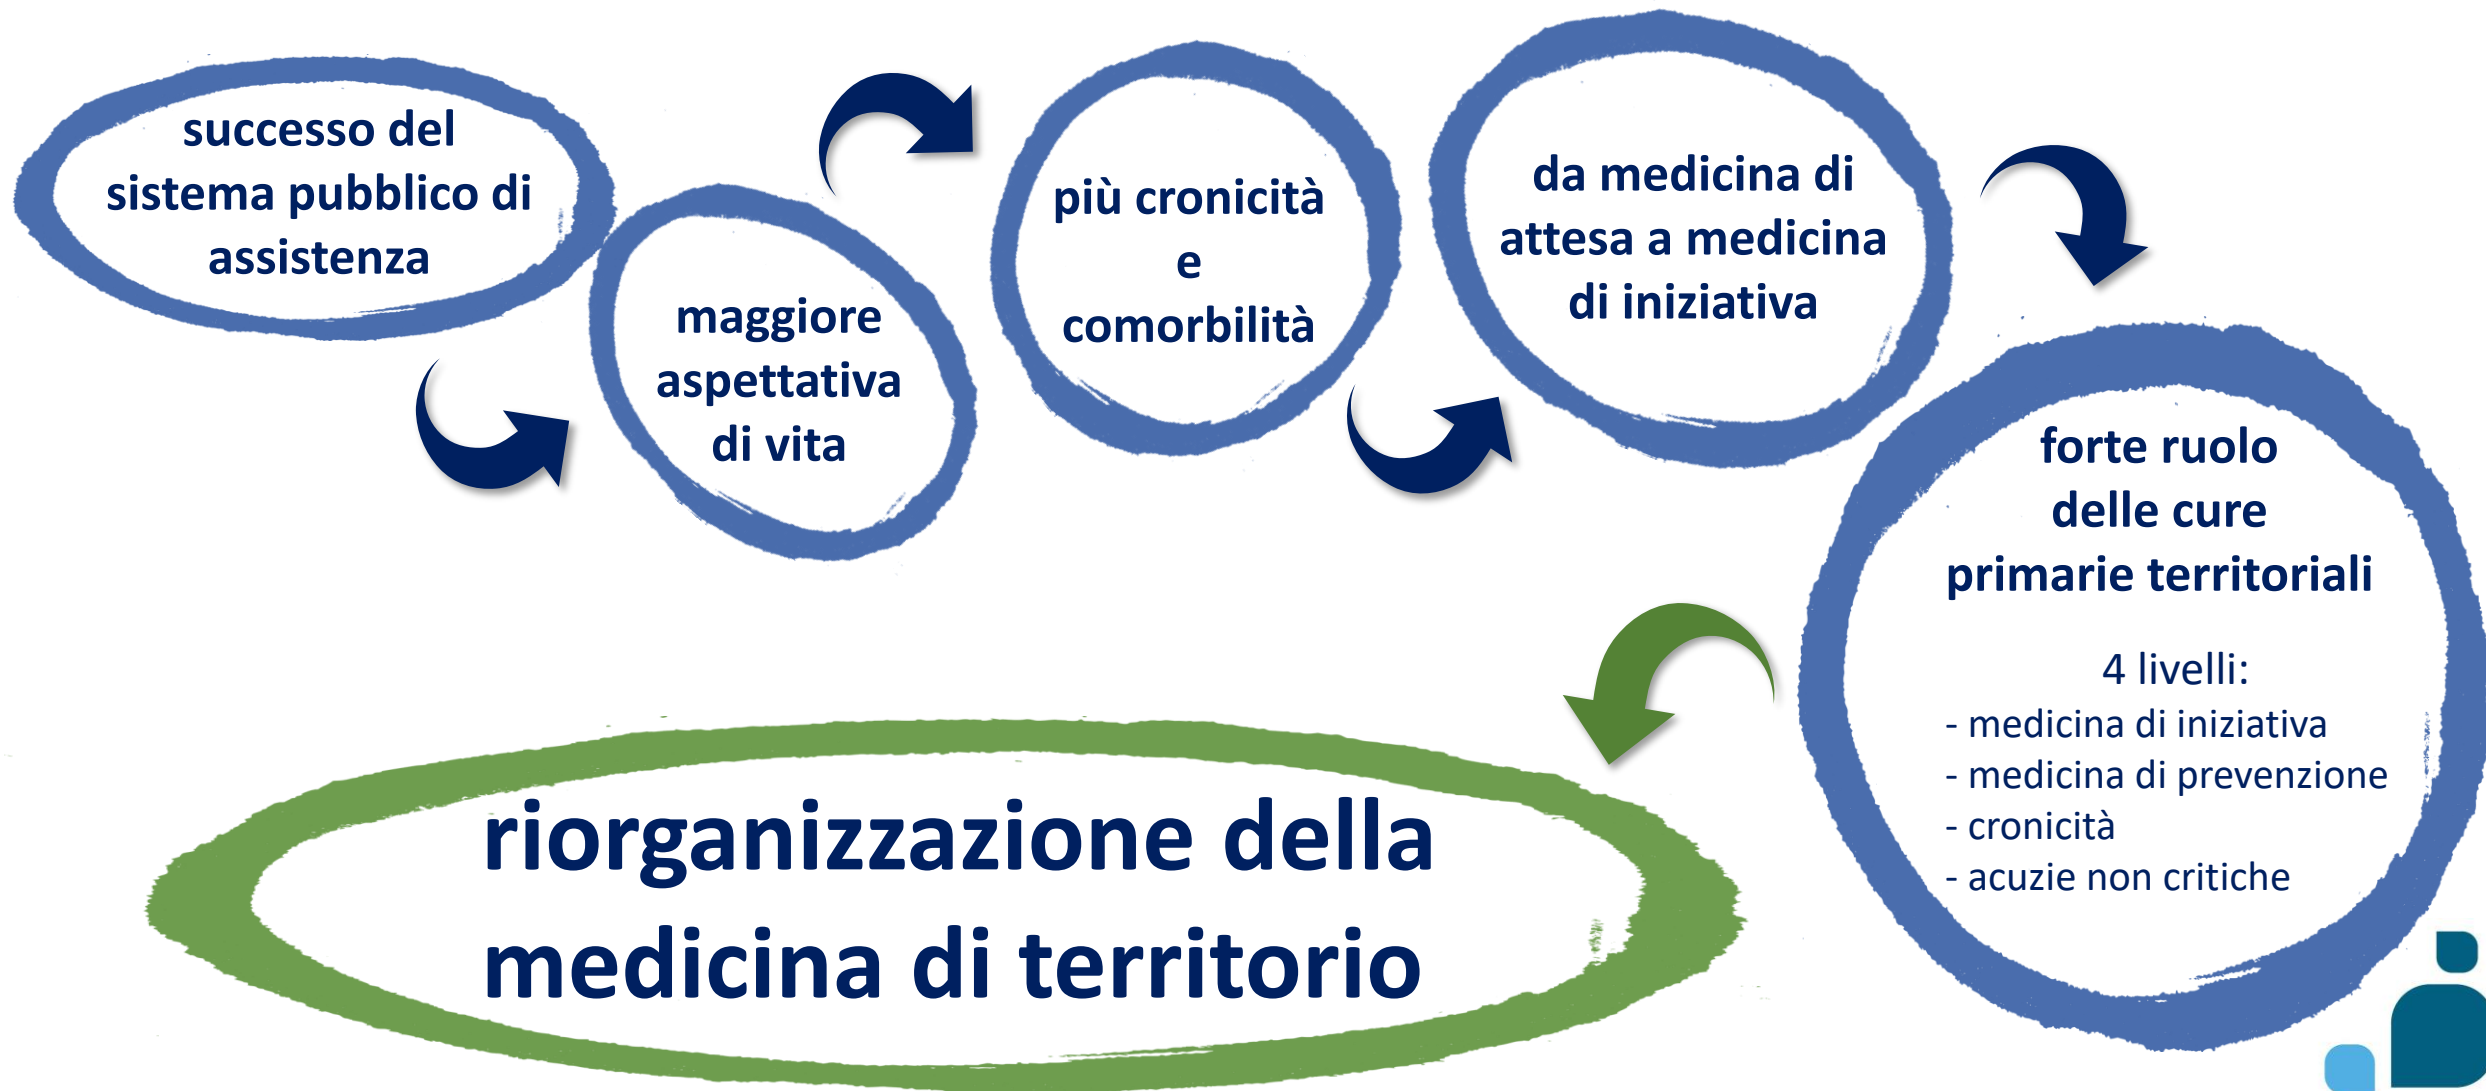 successo del
sistema pubblico di
assistenza
maggiore
aspettativa
di vita
più cronicità
e
comorbilità
da medicina di
attesa a medicina
di iniziativa
forte ruolo
delle cure
primarie territoriali
4 livelli:
- medicina di iniziativa
- medicina di prevenzione
- cronicità
- acuzie non critiche
riorganizzazione della
medicina di territorio